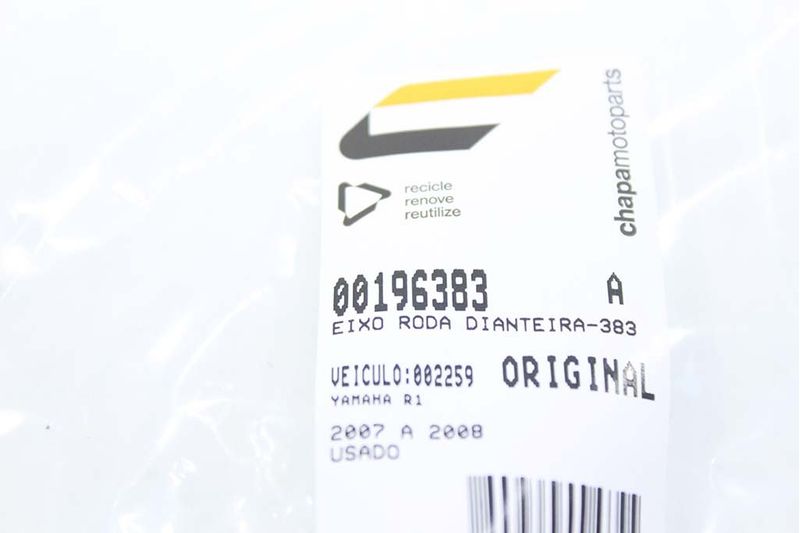 chapamotoparts
recicle
renove
reutilize
00196383 A
EIXO RODA DIANTEIRA-383
VEICULO:002259 ORIGINAL
YAMAHA R1
2007 A 2008
USADO